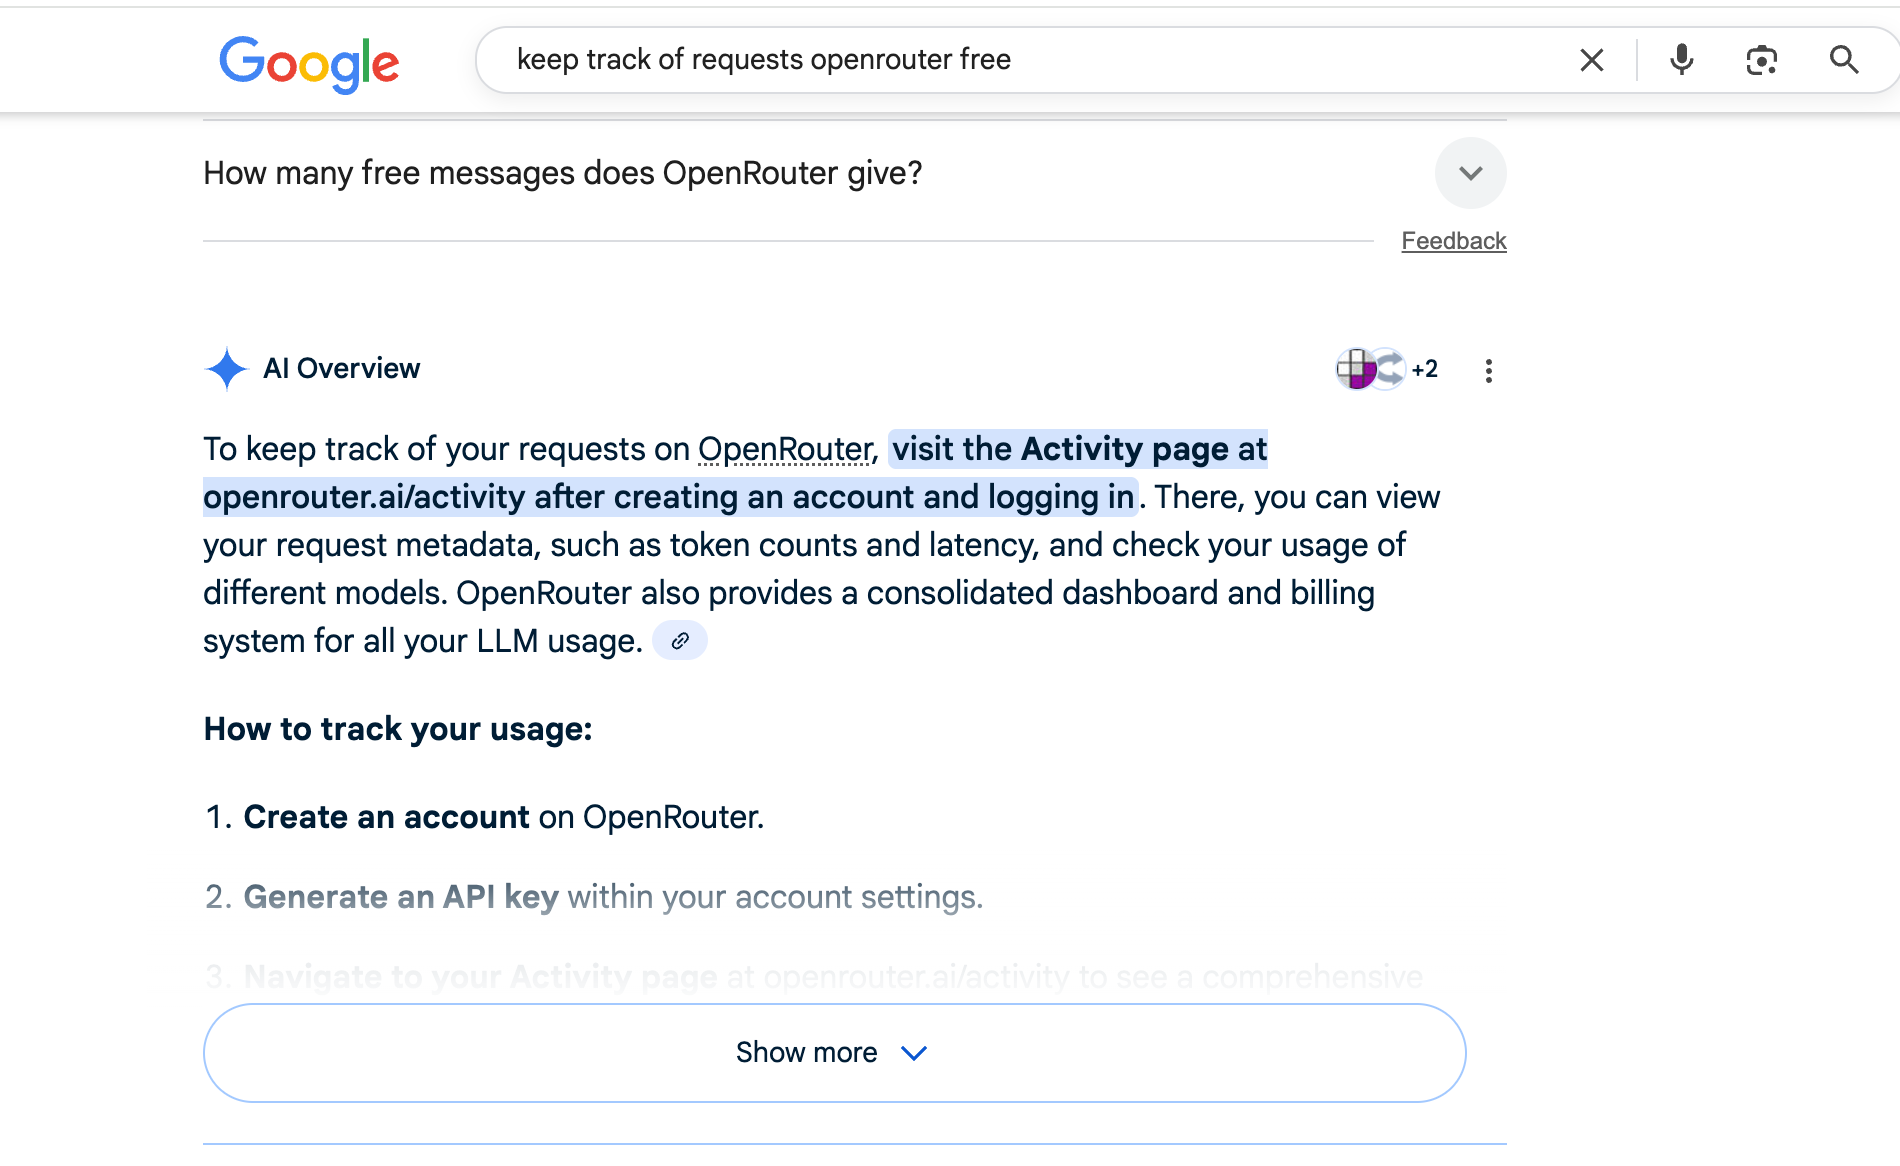 Google
keep track of requests openrouter free
How many free messages does OpenRouter give?
Feedback
AI Overview
+2
To keep track of your requests on OpenRouter, visit the Activity page at
openrouter.ai/activity after creating an account and logging in. There, you can view
your request metadata, such as token counts and latency, and check your usage of
different models. OpenRouter also provides a consolidated dashboard and billing
system for all your LLM usage.
How to track your usage:
1. Create an account on OpenRouter.
2. Generate an API key within your account settings.
3. Navigate to your Activity page at openrouter.ai/activity to see a comprehensive
Show more